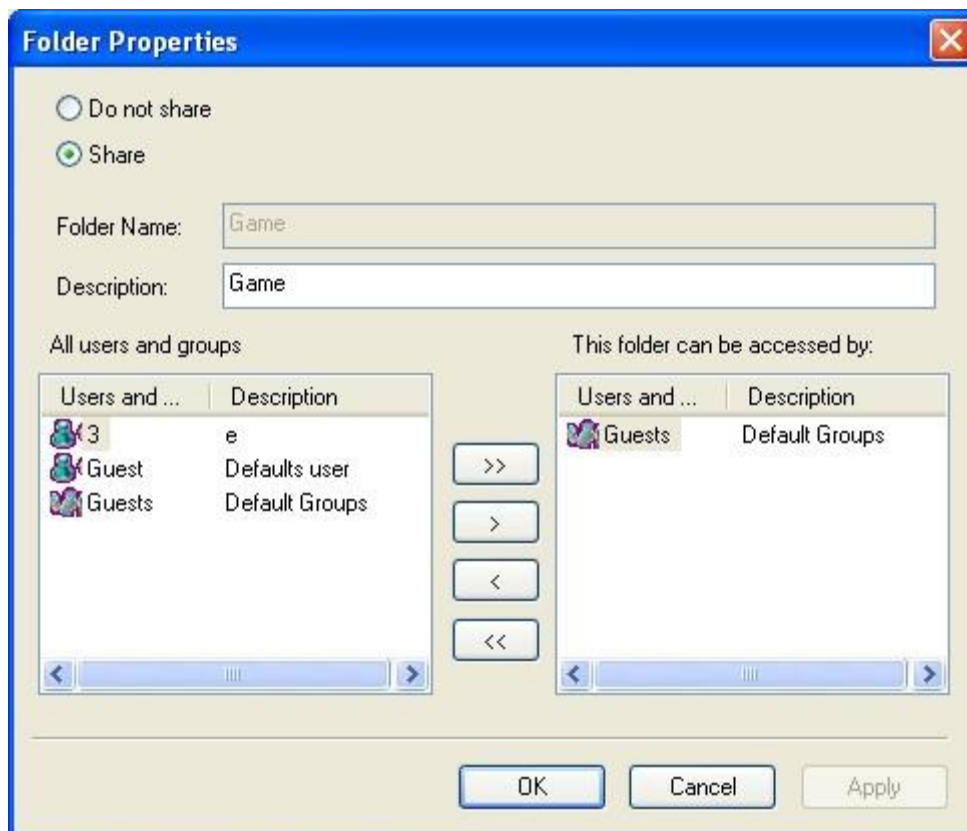 Folder Properties
Do not share
Share
Folder Name: Game
Description: Game
All users and groups
Users and ... Description
3 e
Guest Defaults user
Guests Default Groups
>>
>
<
<<
This folder can be accessed by:
Users and ... Description
Guests Default Groups
OK Cancel Apply